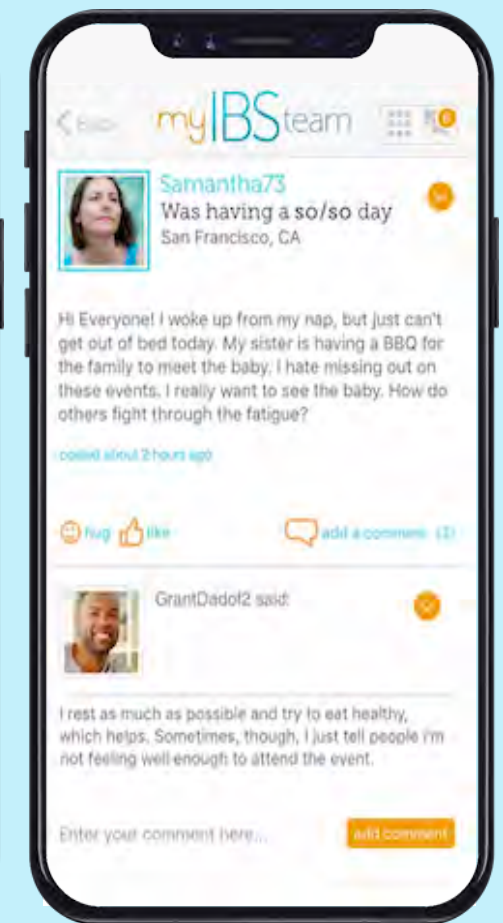 Back myIBSteam 6
Samantha73
Was having a so/so day
San Francisco, CA
Hi Everyone! I woke up from my nap, but just can't
get out of bed today. My sister is having a BBQ for
the family to meet the baby. I hate missing out on
these events. I really want to see the baby. How do
others fight through the fatigue?
posted about 2 hours ago
hug like add a comment
GrantDadof2 said:
I rest as much as possible and try to eat healthy,
which helps. Sometimes, though, I just tell people I'm
not feeling well enough to attend the event.
Enter your comment here... add comment